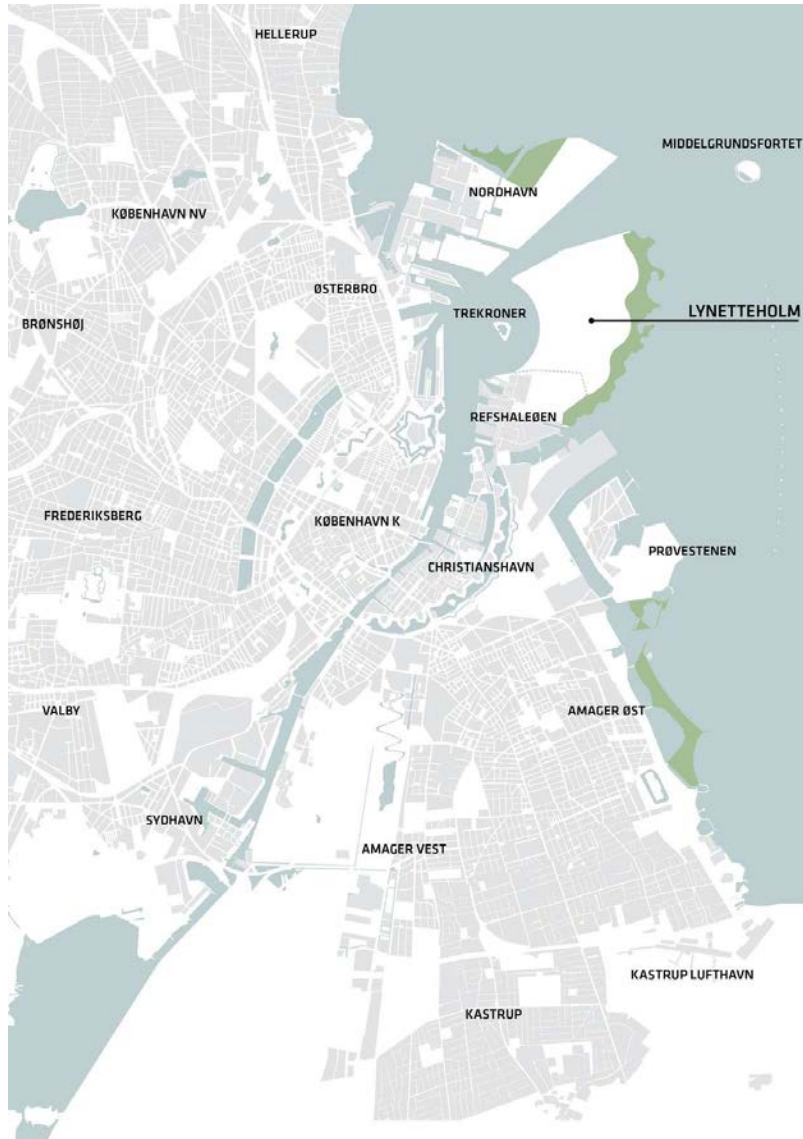 HELLERUP
MIDDELGRUNDSFORTET
NORDHAVN
KØBENHAVN NV
ØSTERBRO
TREKRONER
LYNETTEHOLM
BRØNSHØJ
REFSHALEØEN
FREDERIKSBERG
KØBENHAVN K
PRØVESTENEN
CHRISTIANSHAVN
VALBY
AMAGER ØST
SYDHAVN
AMAGER VEST
KASTRUP LUFTHAVN
KASTRUP